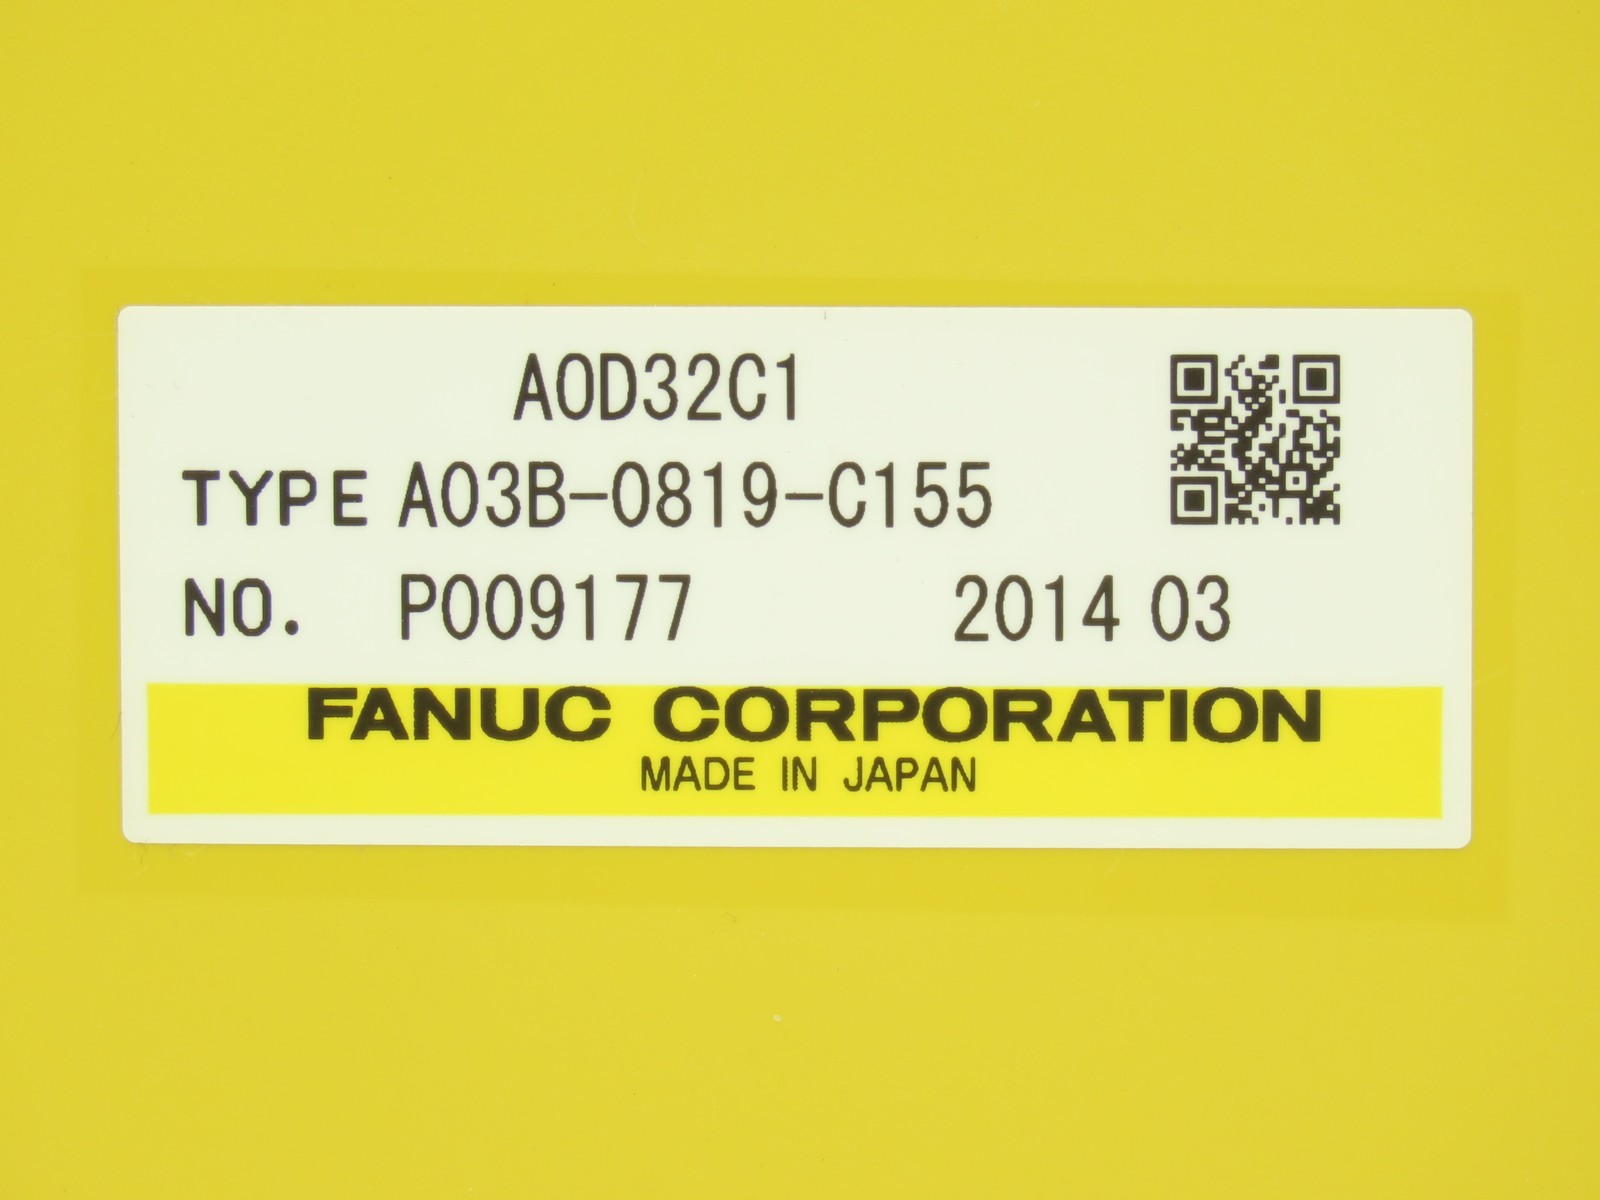 AOD32C1
TYPE A03B-0819-C155
NO. P009177 2014 03
FANUC CORPORATION
MADE IN JAPAN